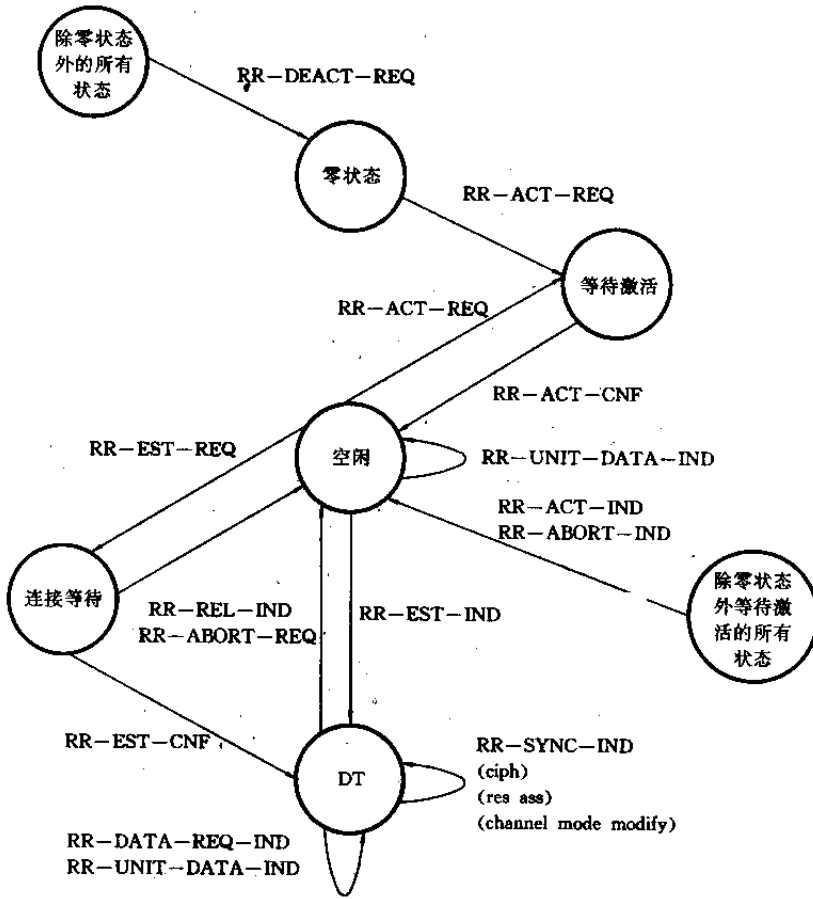 除零状态
外的所有
状态
RR-DEACT-REQ
零状态
RR-ACT-REQ
等待激活
RR-ACT-REQ
RR-ACT-CNF
RR-EST-REQ
空闲
RR-UNIT-DATA-IND
RR-ACT-IND
RR-ABORT-IND
连接等待
除零状态
外等待激
活的所有
状态
RR-REL-IND
RR-ABORT-REQ
RR-EST-IND
RR-EST-CNF
DT
RR-SYNC-IND
(ciph)
(res ass)
(channel mode modify)
RR-DATA-REQ-IND
RR-UNIT-DATA-IND